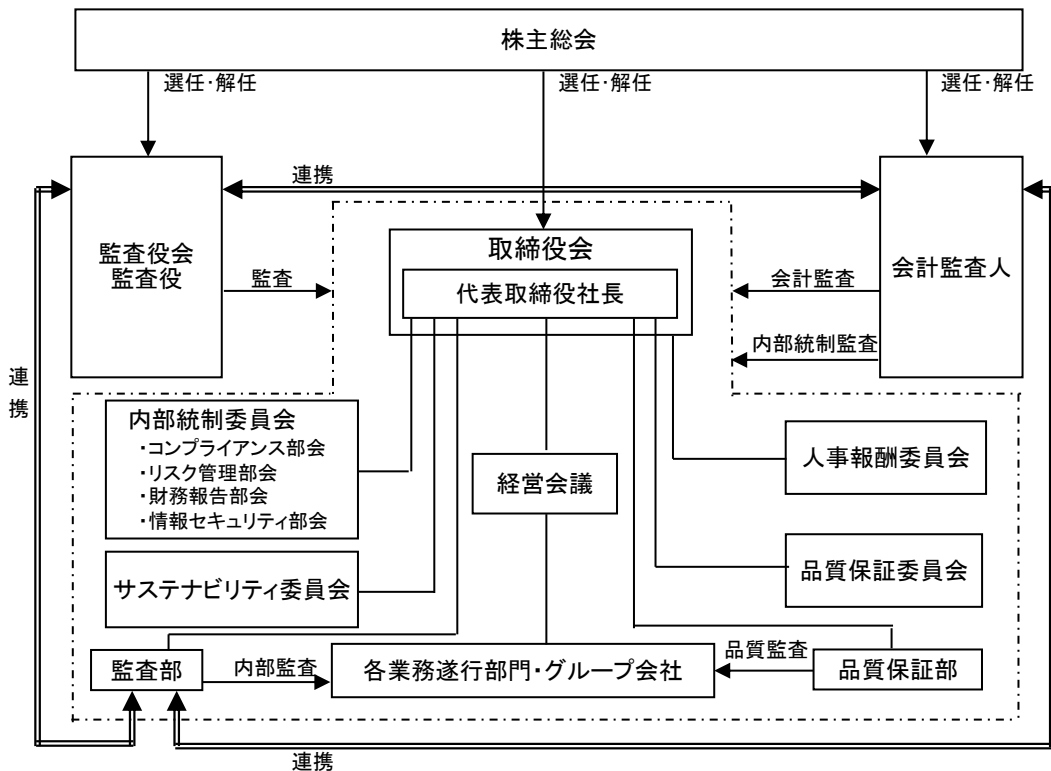 株主総会
選任・解任
選任・解任
選任・解任
連携
監査役会
監査役
監査
取締役会
代表取締役社長
会計監査
会計監査人
内部統制監査
連
携
内部統制委員会
・コンプライアンス部会
・リスク管理部会
・財務報告部会
・情報セキュリティ部会
経営会議
人事報酬委員会
サステナビリティ委員会
品質保証委員会
監査部
内部監査
各業務遂行部門・グループ会社
品質監査
品質保証部
連携